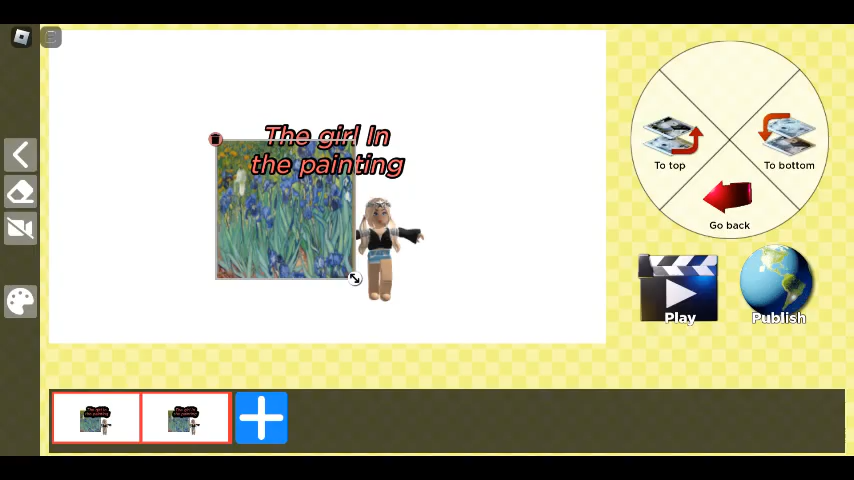 The girl In
the painting
To top
To bottom
Go back
Play
Publish